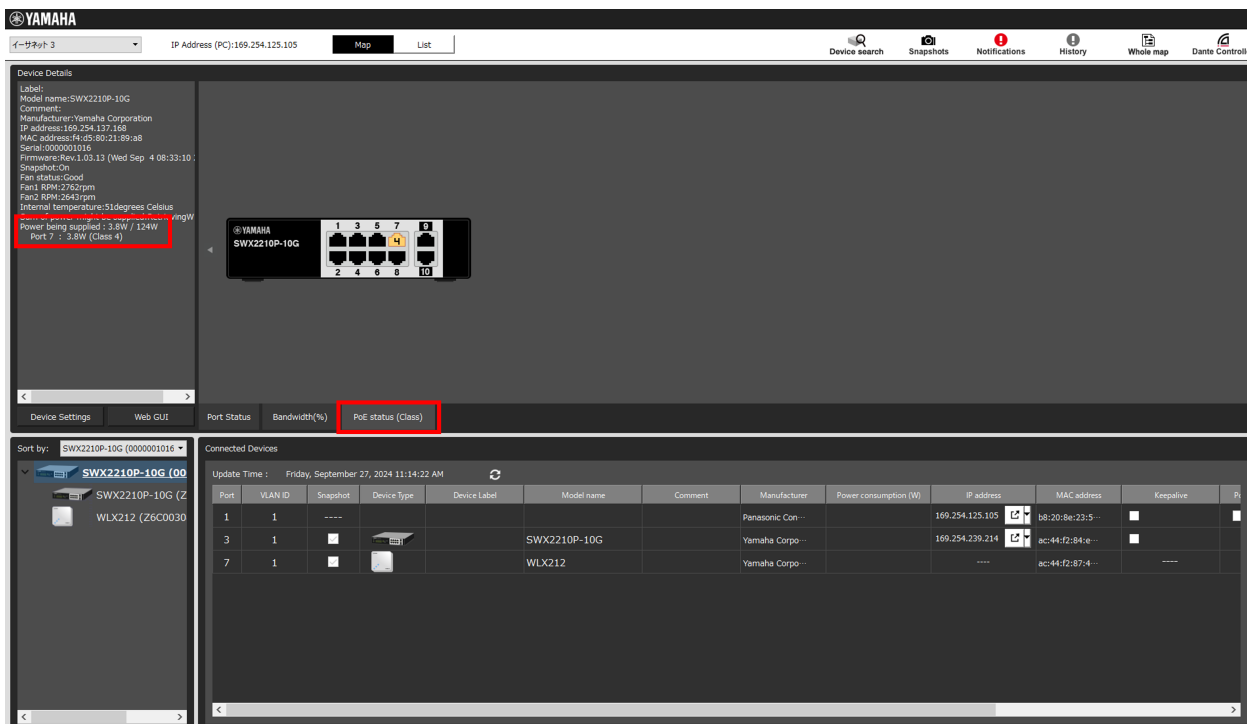 YAMAHA
イーサネット 3
IP Address (PC):169.254.125.105
Map
List
Device search
Snapshots
Notifications
History
Whole map
Dante Controll
Device Details
Label:
Model name:SWX2210P-10G
Comment:
Manufacturer:Yamaha Corporation
IP address:169.254.137.168
MAC address:f4:d5:80:21:89:a8
Serial:0000001016
Firmware:Rev.1.03.13 (Wed Sep 4 08:33:10
Snapshot:On
Fan status:Good
Fan1 RPM:2762rpm
Fan2 RPM:2643rpm
Internal temperature:51degrees Celsius
Sum of power might be supplied:RetrievingW
Power being supplied : 3.8W / 124W
Port 7 : 3.8W (Class 4)
YAMAHA
SWX2210P-10G
1 3 5 7 9
4
2 4 6 8 10
Device Settings
Web GUI
Port Status
Bandwidth(%)
PoE status (Class)
Sort by:
SWX2210P-10G (0000001016
SWX2210P-10G (00
SWX2210P-10G (Z
WLX212 (Z6C0030
Connected Devices
Update Time : Friday, September 27, 2024 11:14:22 AM
Port VLAN ID Snapshot Device Type Device Label Model name Comment Manufacturer Power consumption (W) IP address MAC address Keepalive Po
1 1 ---- Panasonic Con··· 169.254.125.105 b8:20:8e:23:5···
3 1 SWX2210P-10G Yamaha Corpo··· 169.254.239.214 ac:44:f2:84:e···
7 1 WLX212 Yamaha Corpo··· ---- ac:44:f2:87:4··· ----